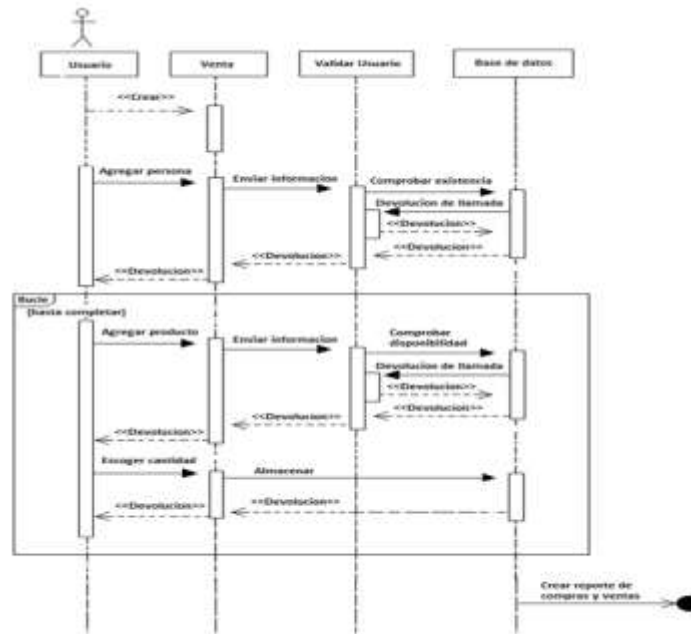 Usuario
Venta
Validar Usuario
Base de datos
<<Crear>>
Agregar persona
Enviar informacion
Comprobar existencia
Devolucion de llamada
<<Devolucion>>
<<Devolucion>>
<<Devolucion>>
<<Devolucion>>
Bucle
[hasta completar]
Agregar producto
Enviar informacion
Comprobar
disponibilidad
Devolucion de llamada
<<Devolucion>>
<<Devolucion>>
<<Devolucion>>
<<Devolucion>>
Escoger cantidad
Almacenar
<<Devolucion>>
<<Devolucion>>
Crear reporte de
compras y ventas